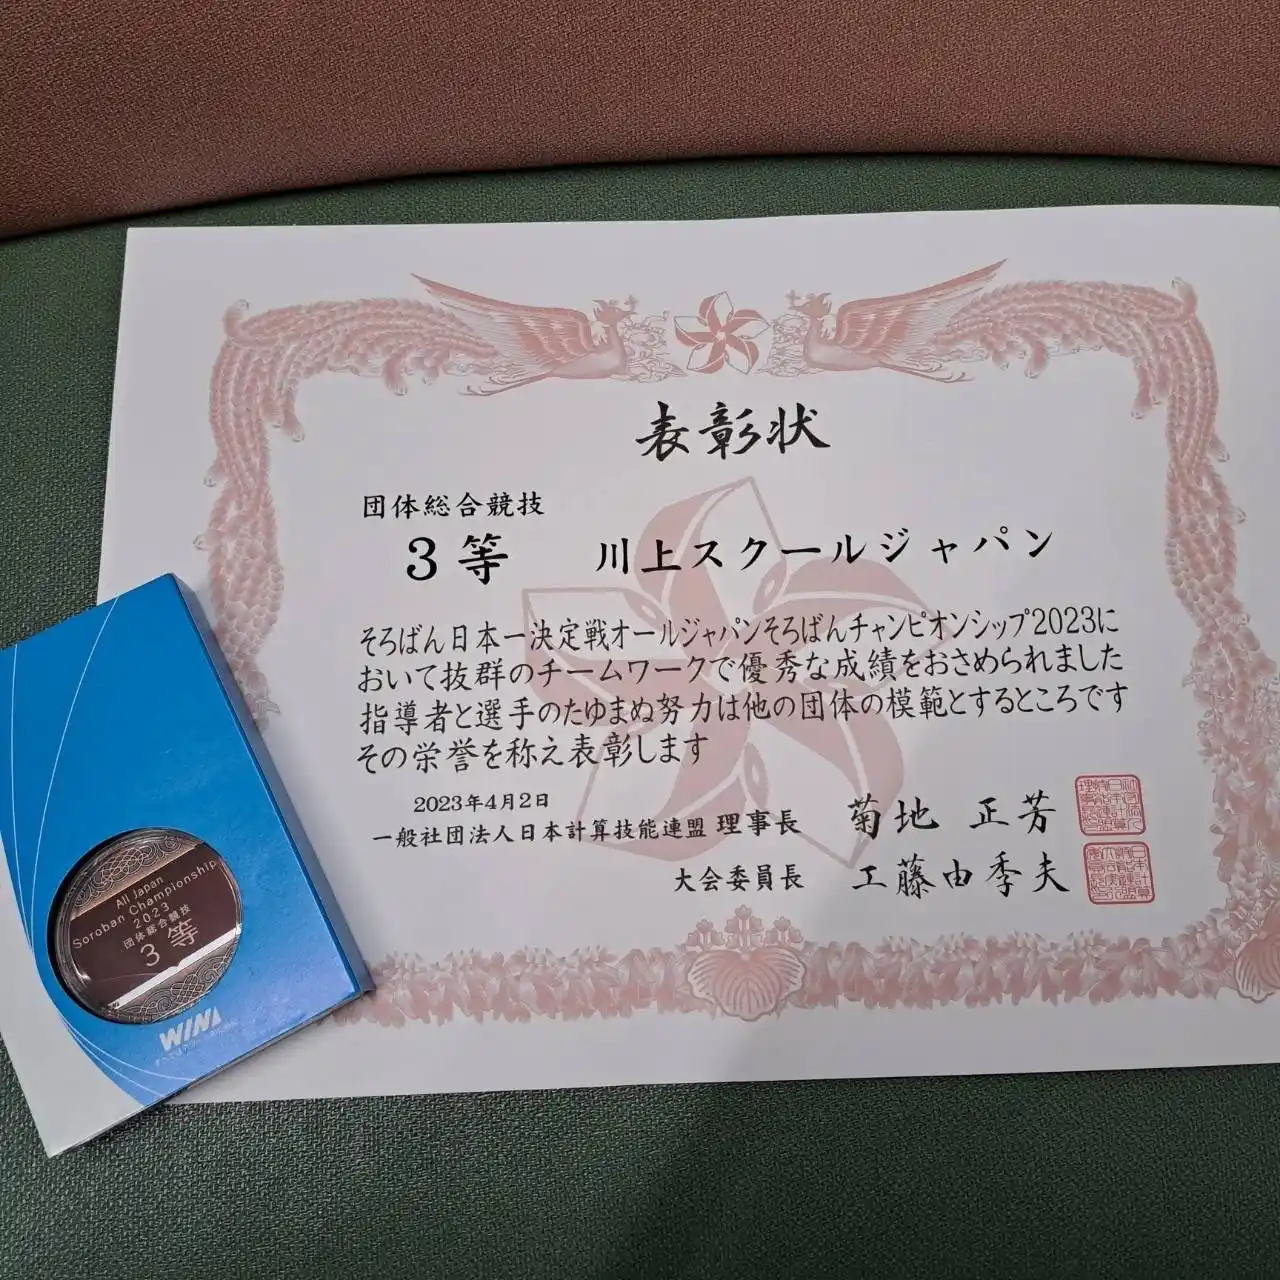 表彰状
団体総合競技
3等 川上スクールジャパン
そろばん日本一決定戦オールジャパンそろばんチャンピオンシップ2023に
おいて抜群のチームワークで優秀な成績をおさめられました
指導者と選手のたゆまぬ努力は他の団体の模範とするところです
その栄誉を称え表彰します
2023年4月2日
一般社団法人日本計算技能連盟 理事長 菊地 正芳
大会委員長 工藤由季夫
All Japan
Soroban Championship
2023
団体総合競技
3等
WIN